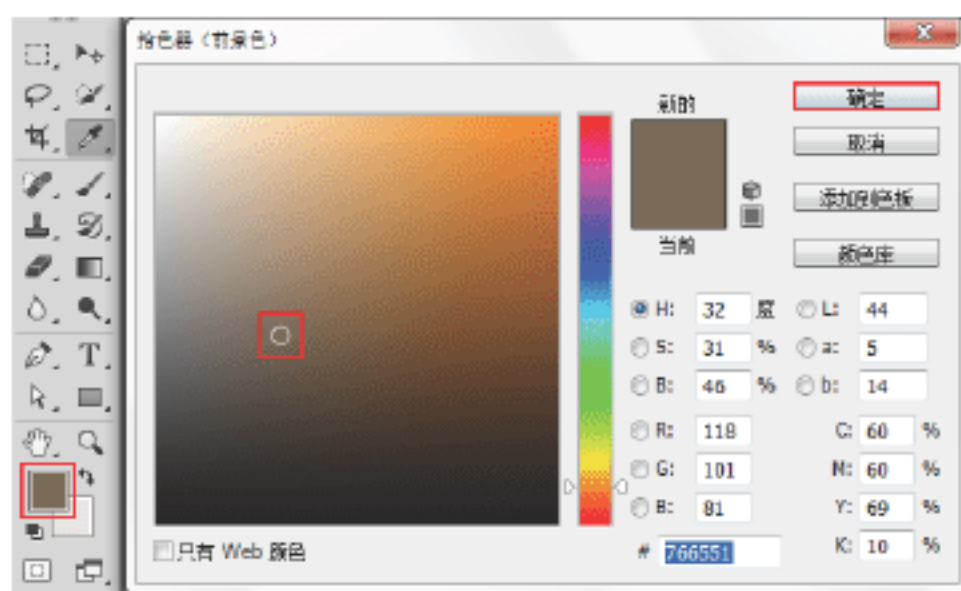 拾色器（前景色）
新的
当前
确定
取消
添加到色板
颜色库
H: 32 度
S: 31 %
B: 46 %
R: 118
G: 101
B: 81
L: 44
a: 5
b: 14
C: 60 %
M: 60 %
Y: 69 %
K: 10 %
# 766551
只有 Web 颜色
T